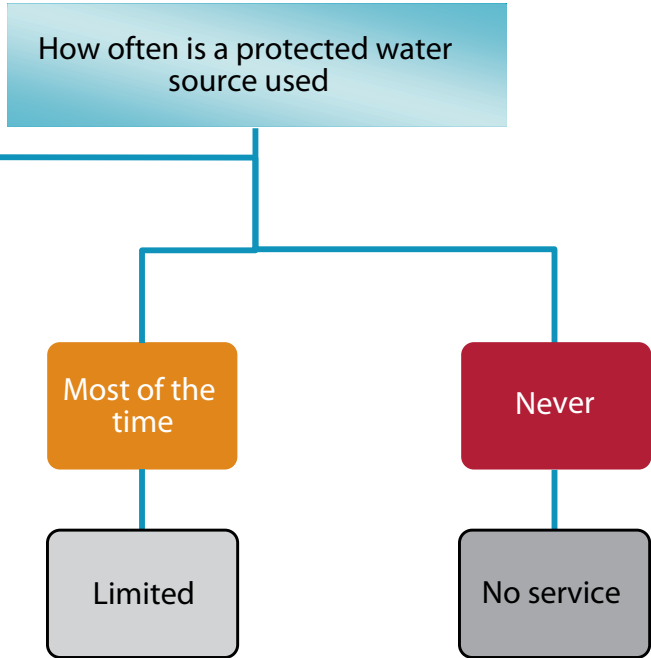 How often is a protected water
source used
Most of the
time
Never
Limited
No service